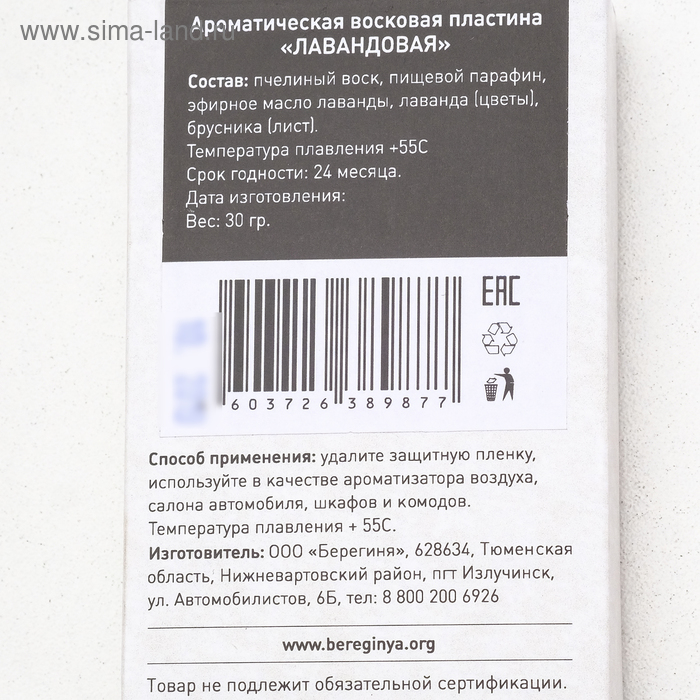 Ароматическая восковая пластина
www.sima-land.ru
«ЛАВАНДОВАЯ»
Состав: пчелиный воск, пищевой парафин,
эфирное масло лаванды, лаванда (цветы),
брусника (лист).
Температура плавления +55С
Срок годности: 24 месяца.
Дата изготовления:
Вес: 30 гр.
EAC
603726 389877
Способ применения: удалите защитную пленку,
используйте в качестве ароматизатора воздуха,
салона автомобиля, шкафов и комодов.
Температура плавления + 55С.
Изготовитель: ООО «Берегиня», 628634, Тюменская
область, Нижневартовский район, пгт Излучинск,
ул. Автомобилистов, 6Б, тел: 8 800 200 6926
www.bereginya.org
Товар не подлежит обязательной сертификации.